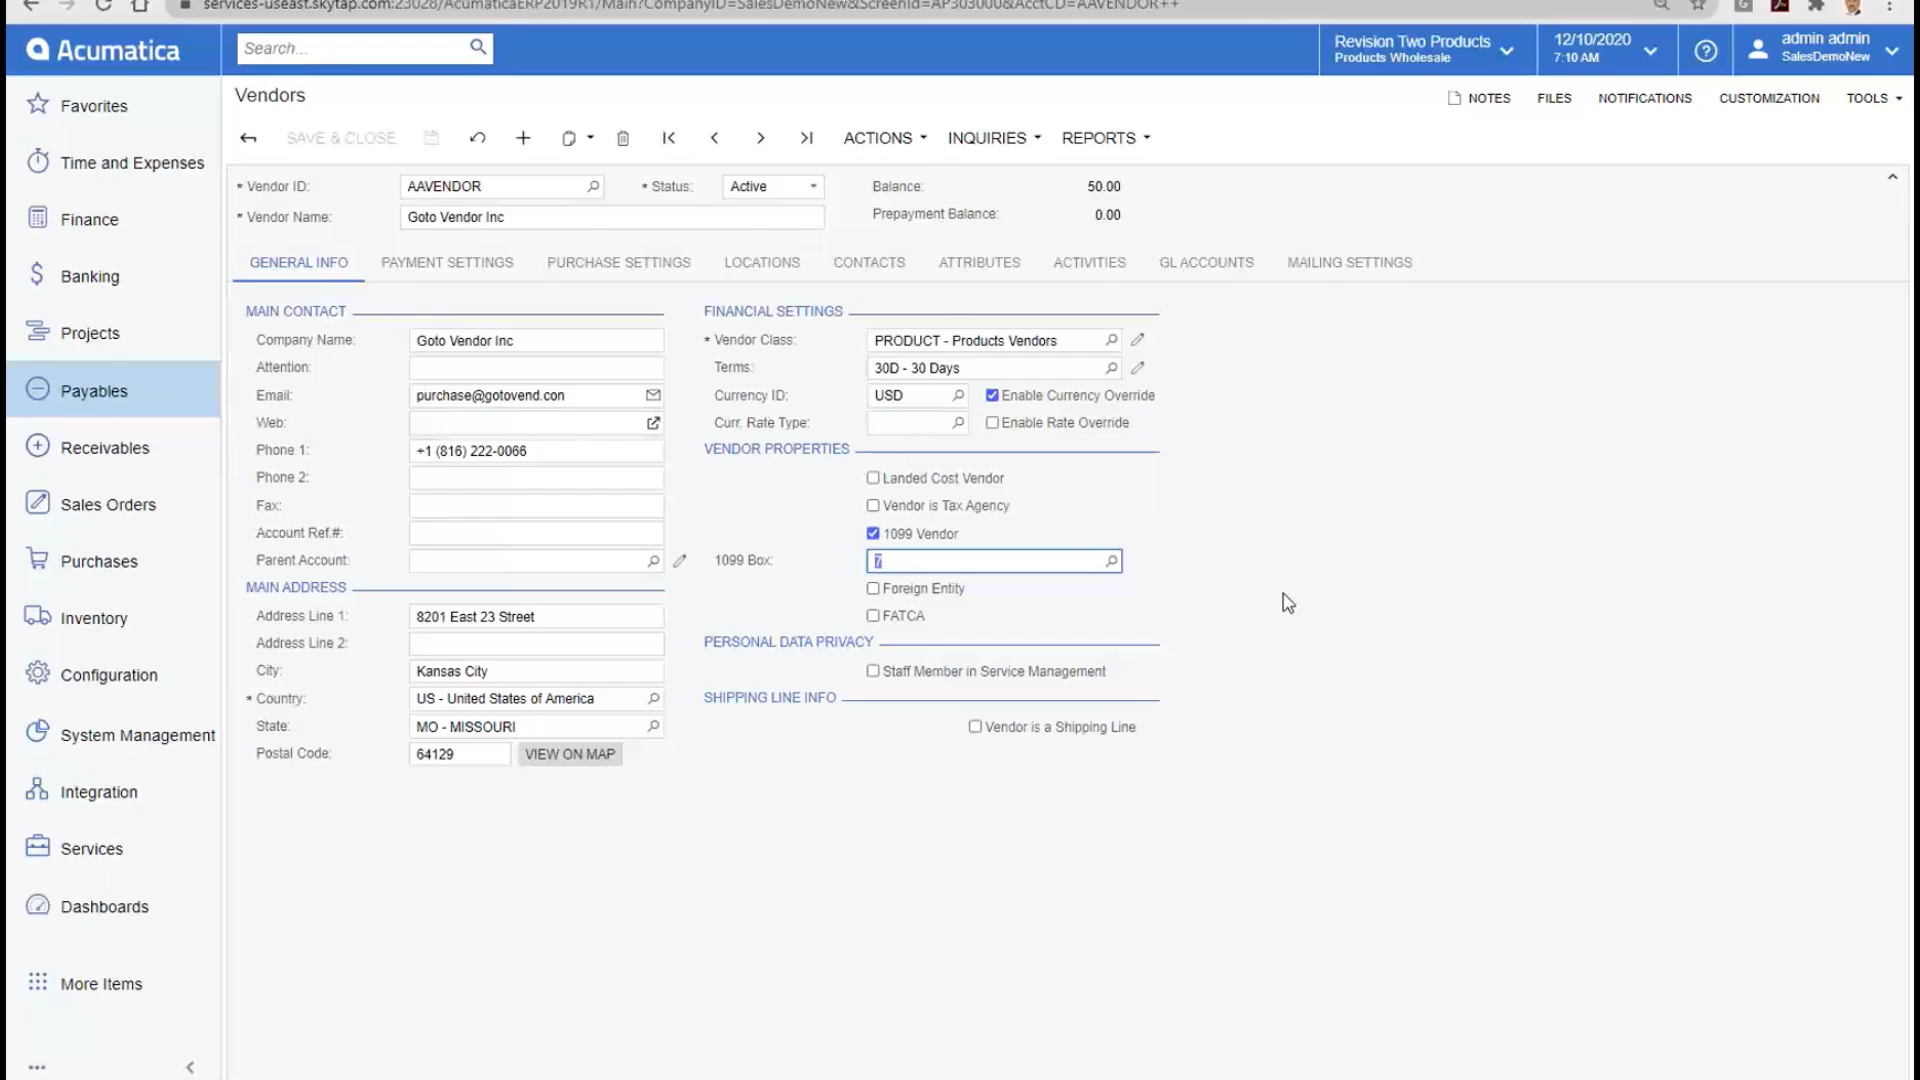 services-useast.skytap.com:23028/AcumaticaERP2019R1/Main?CompanyID=SalesDemoNew&ScreenId=AP303000&AcctCD=AAVENDOR++
Acumatica
Search...
Revision Two Products
Products Wholesale
12/10/2020
7:10 AM
admin admin
SalesDemoNew
Favorites
Time and Expenses
Finance
Banking
Projects
Payables
Receivables
Sales Orders
Purchases
Inventory
Configuration
System Management
Integration
Services
Dashboards
More Items
Vendors
NOTES FILES NOTIFICATIONS CUSTOMIZATION TOOLS
SAVE & CLOSE ACTIONS INQUIRIES REPORTS
* Vendor ID: AAVENDOR * Status: Active Balance: 50.00
* Vendor Name: Goto Vendor Inc Prepayment Balance: 0.00
GENERAL INFO PAYMENT SETTINGS PURCHASE SETTINGS LOCATIONS CONTACTS ATTRIBUTES ACTIVITIES GL ACCOUNTS MAILING SETTINGS
MAIN CONTACT
Company Name: Goto Vendor Inc
Attention:
Email: purchase@gotovend.con
Web:
Phone 1: +1 (816) 222-0066
Phone 2:
Fax:
Account Ref.#:
Parent Account:
MAIN ADDRESS
Address Line 1: 8201 East 23 Street
Address Line 2:
City: Kansas City
* Country: US - United States of America
State: MO - MISSOURI
Postal Code: 64129 VIEW ON MAP
FINANCIAL SETTINGS
* Vendor Class: PRODUCT - Products Vendors
Terms: 30D - 30 Days
Currency ID: USD Enable Currency Override
Curr. Rate Type: Enable Rate Override
VENDOR PROPERTIES
Landed Cost Vendor
Vendor is Tax Agency
1099 Vendor
1099 Box: 7
Foreign Entity
FATCA
PERSONAL DATA PRIVACY
Staff Member in Service Management
SHIPPING LINE INFO
Vendor is a Shipping Line